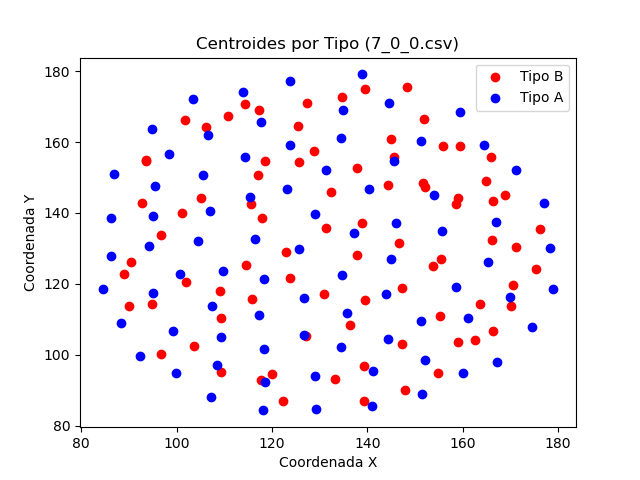 Centroides por Tipo (7_0_0.csv)
Tipo B
Tipo A
Coordenada Y
180
160
140
120
100
80
80 100 120 140 160 180
Coordenada X